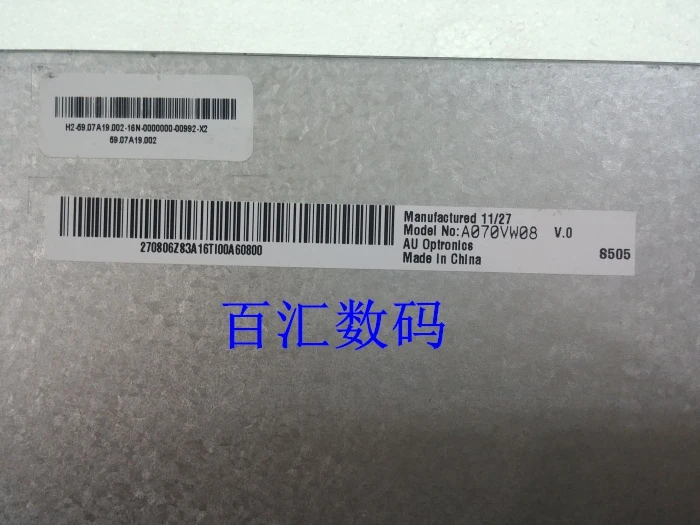 H2-59.07A19.002-16N-0000000-00992-X2
59.07A19.002
270806Z83A16TI00A60800
Manufactured 11/27
Model No: A070VW08 V.0
AU Optronics
Made in China
S505
百汇数码